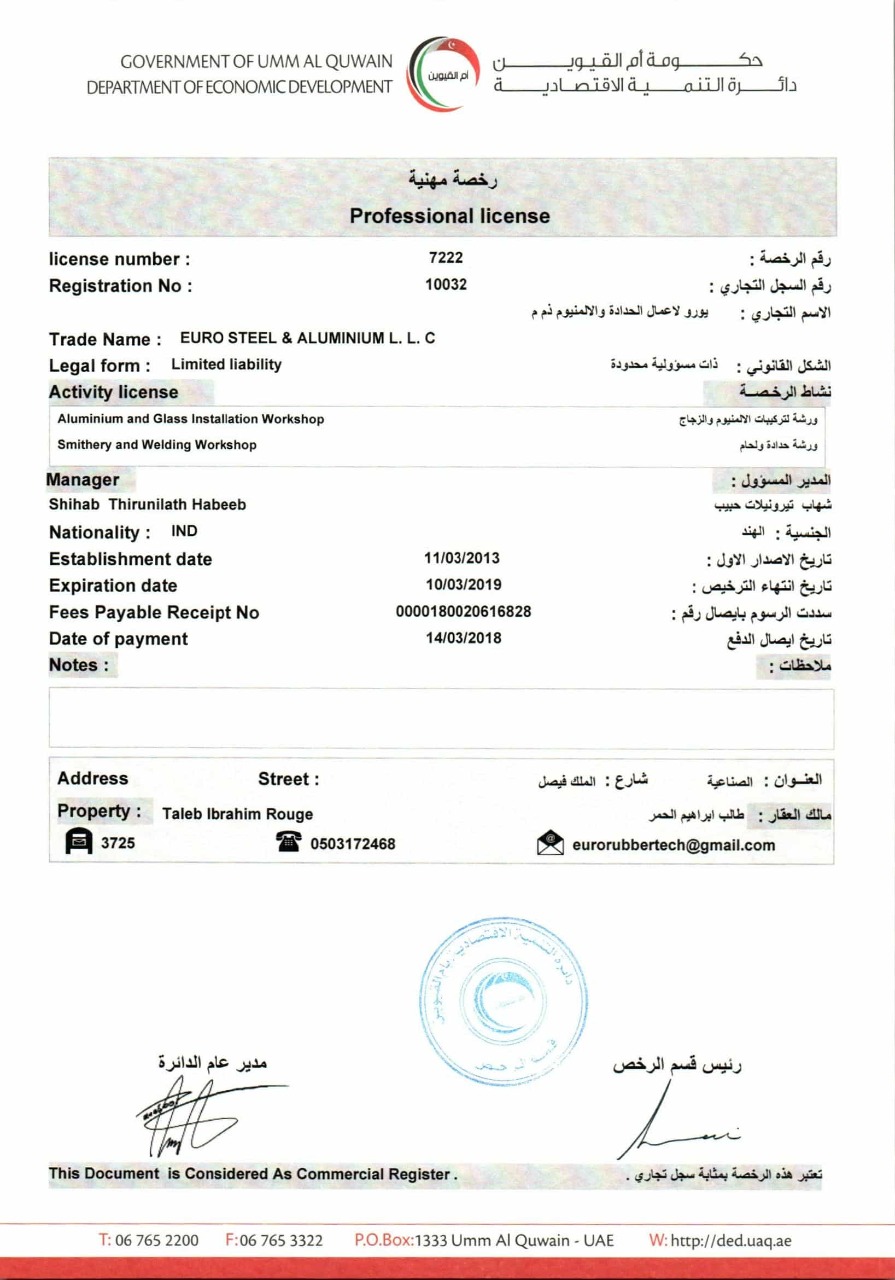 GOVERNMENT OF UMM AL QUWAIN
DEPARTMENT OF ECONOMIC DEVELOPMENT
أم القيوين
حكـــــــــومة أم القيويـــــــــن
دائـــــرة التنـــــمـــــية الاقتـــصاديـــــة
رخصة مهنية
Professional license
license number : 7222 رقم الرخصة :
Registration No : 10032 رقم السجل التجاري :
الاسم التجاري : يورو لاعمال الحدادة والالمنيوم ذم م
Trade Name : EURO STEEL & ALUMINIUM L. L. C
Legal form : Limited liability الشكل القانوني : ذات مسؤولية محدودة
Activity license نشاط الرخصـــة
Aluminium and Glass Installation Workshop ورشة لتركيبات الالمنيوم والزجاج
Smithery and Welding Workshop ورشة حدادة ولحام
Manager المدير المسؤول :
Shihab Thirunilath Habeeb شهاب تيرونيلات حبيب
Nationality : IND الجنسية : الهند
Establishment date 11/03/2013 تاريخ الاصدار الاول :
Expiration date 10/03/2019 تاريخ انتهاء الترخيص :
Fees Payable Receipt No 0000180020616828 سددت الرسوم بايصال رقم :
Date of payment 14/03/2018 تاريخ ايصال الدفع
Notes : ملاحظات :
Address Street : العنـــوان : الصناعية شارع : الملك فيصل
Property : Taleb Ibrahim Rouge مالك العقار : طالب ابراهيم الحمر
3725 0503172468 eurorubbertech@gmail.com
دائرة التنمية الاقتصادية بأم القيوين
قسم الرخص
مدير عام الدائرة رئيس قسم الرخص
This Document is Considered As Commercial Register . تعتبر هذه الرخصة بمثابة سجل تجاري .
T: 06 765 2200 F:06 765 3322 P.O.Box:1333 Umm Al Quwain - UAE W: http://ded.uaq.ae